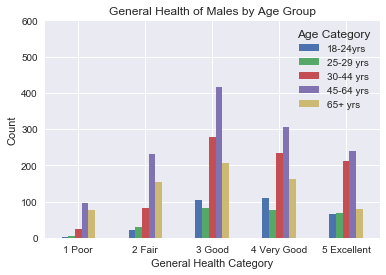 General Health of Males by Age Group
600
500
400
300
200
100
0
Count
Age Category
18-24yrs
25-29 yrs
30-44 yrs
45-64 yrs
65+ yrs
1 Poor
2 Fair
3 Good
4 Very Good
5 Excellent
General Health Category